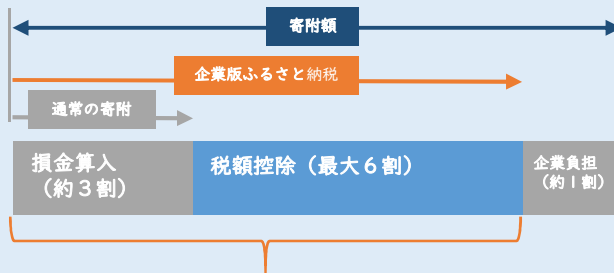 寄附額
企業版ふるさと納税
通常の寄附
損金算入
（約３割）
税額控除（最大６割）
企業負担
（約１割）